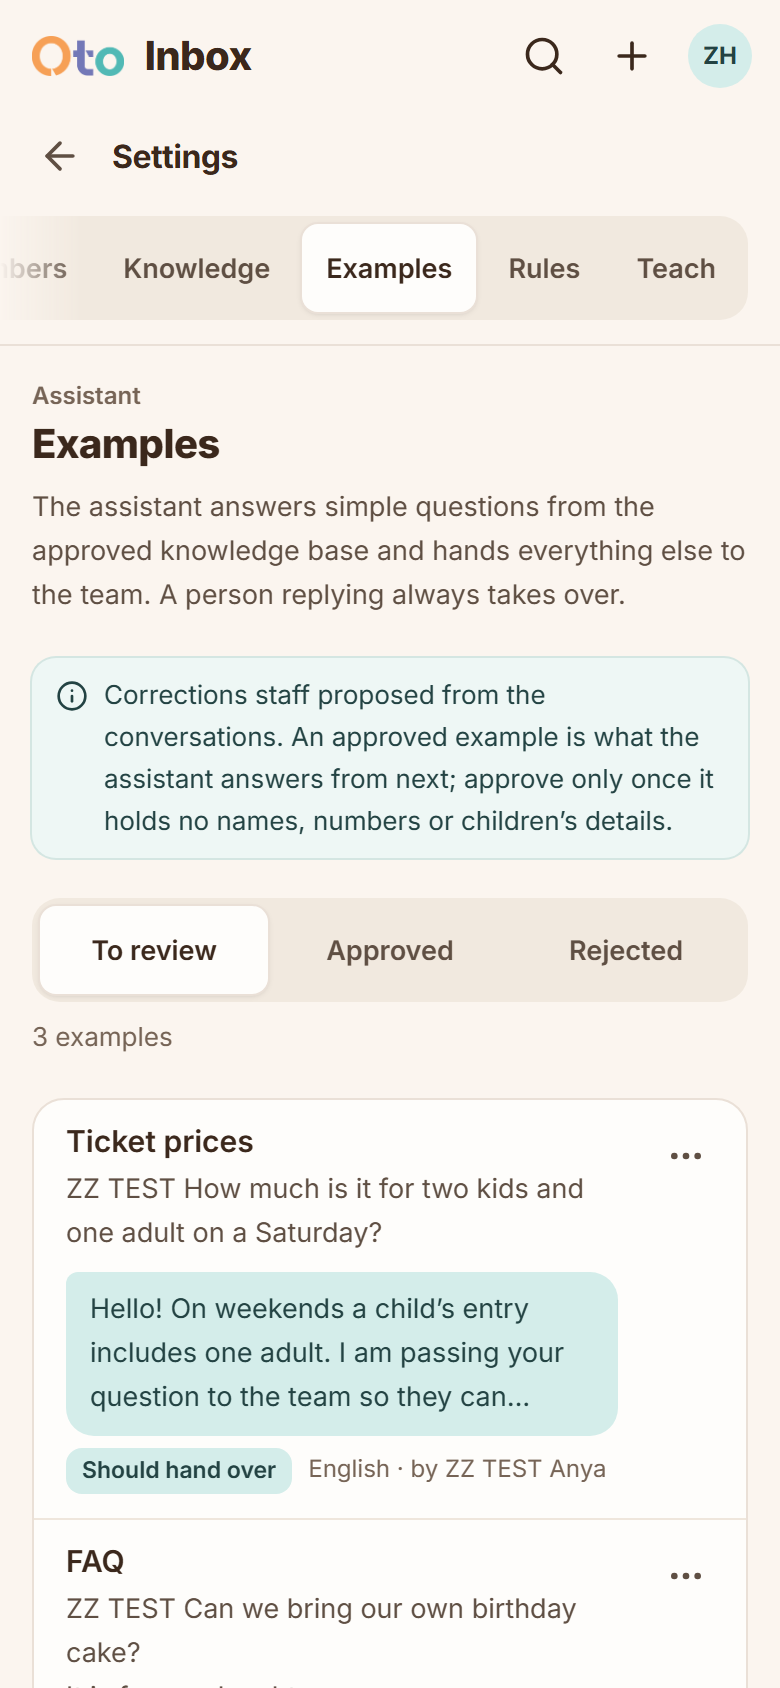 Oto Inbox ZH
Settings
Knowledge Examples Rules Teach
Assistant
Examples
The assistant answers simple questions from the
approved knowledge base and hands everything else to
the team. A person replying always takes over.
Corrections staff proposed from the
conversations. An approved example is what the
assistant answers from next; approve only once it
holds no names, numbers or children’s details.
To review Approved Rejected
3 examples
Ticket prices
ZZ TEST How much is it for two kids and
one adult on a Saturday?
Hello! On weekends a child’s entry
includes one adult. I am passing your
question to the team so they can...
Should hand over English · by ZZ TEST Anya
FAQ
ZZ TEST Can we bring our own birthday
cake?